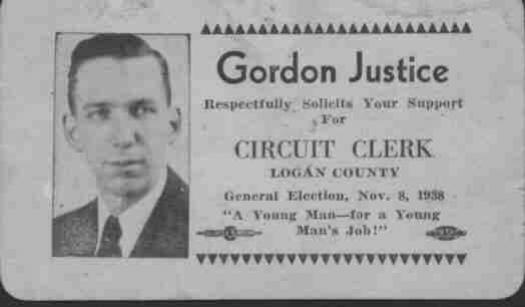 Gordon Justice
Respectfully Solicits Your Support
For
CIRCUIT CLERK
LOGAN COUNTY
General Election, Nov. 8, 1938
"A Young Man—for a Young
Man's Job!"